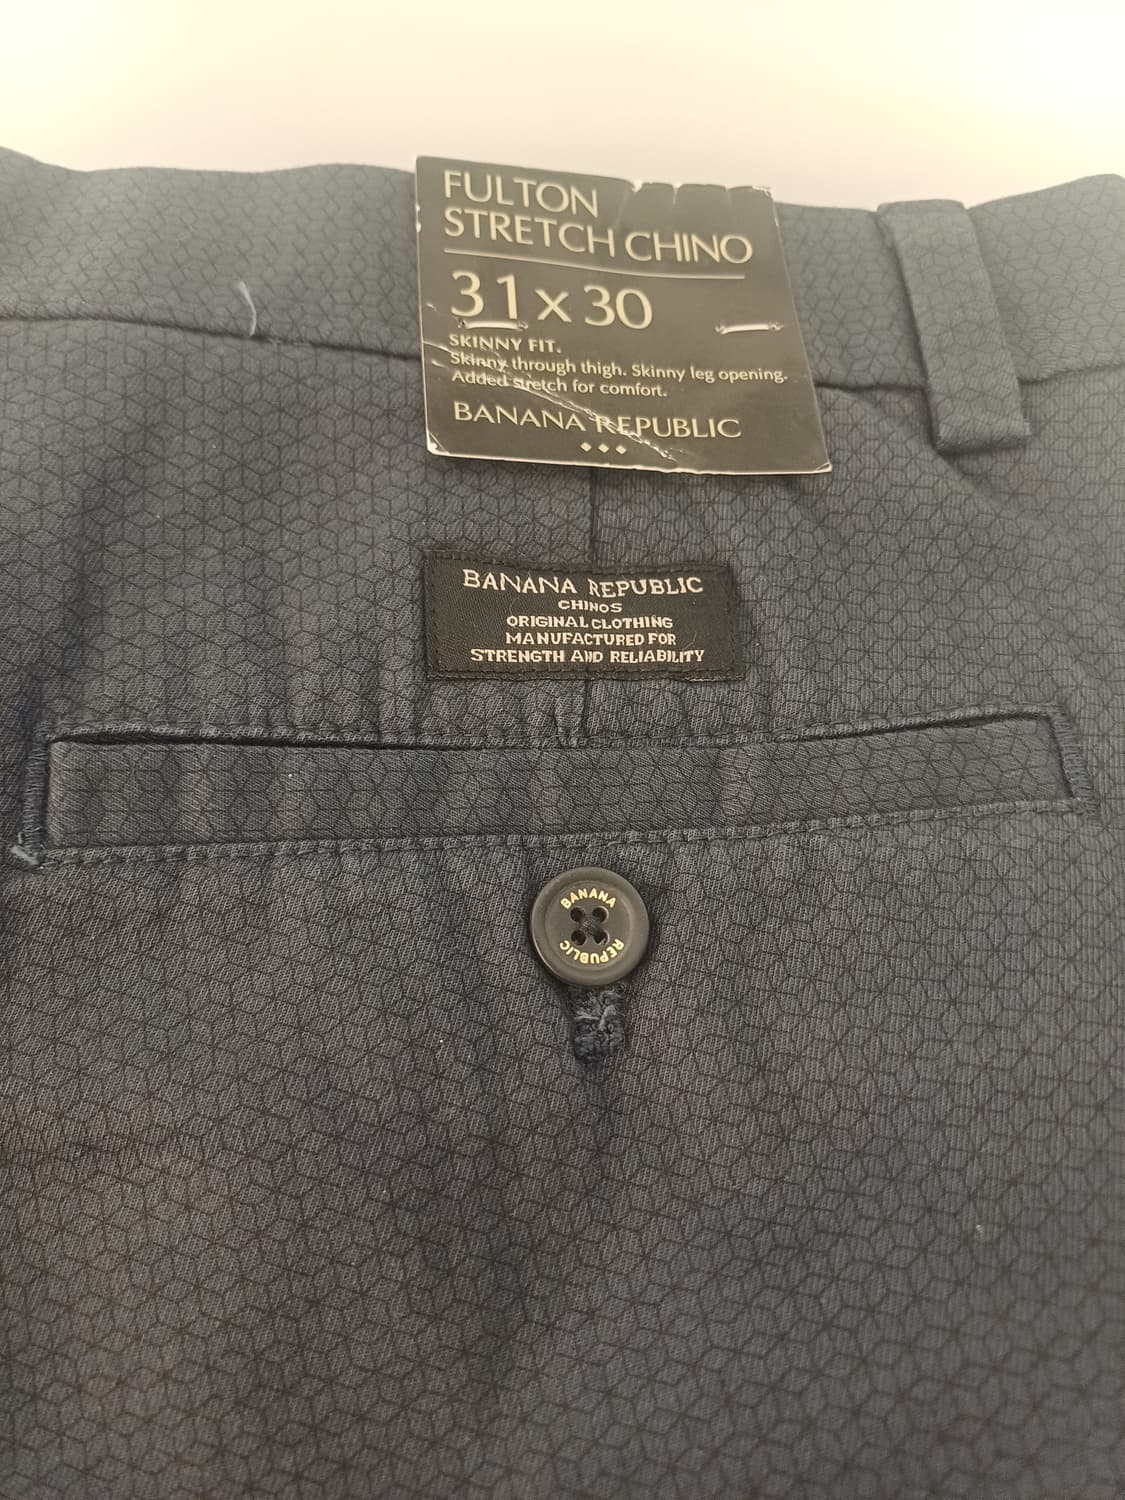 FULTON
STRETCH CHINO
31 x 30
SKINNY FIT.
Skinny through thigh. Skinny leg opening.
Added stretch for comfort.
BANANA REPUBLIC
BANANA REPUBLIC
CHINOS
ORIGINAL CLOTHING
MANUFACTURED FOR
STRENGTH AND RELIABILITY
BANANA
REPUBLIC